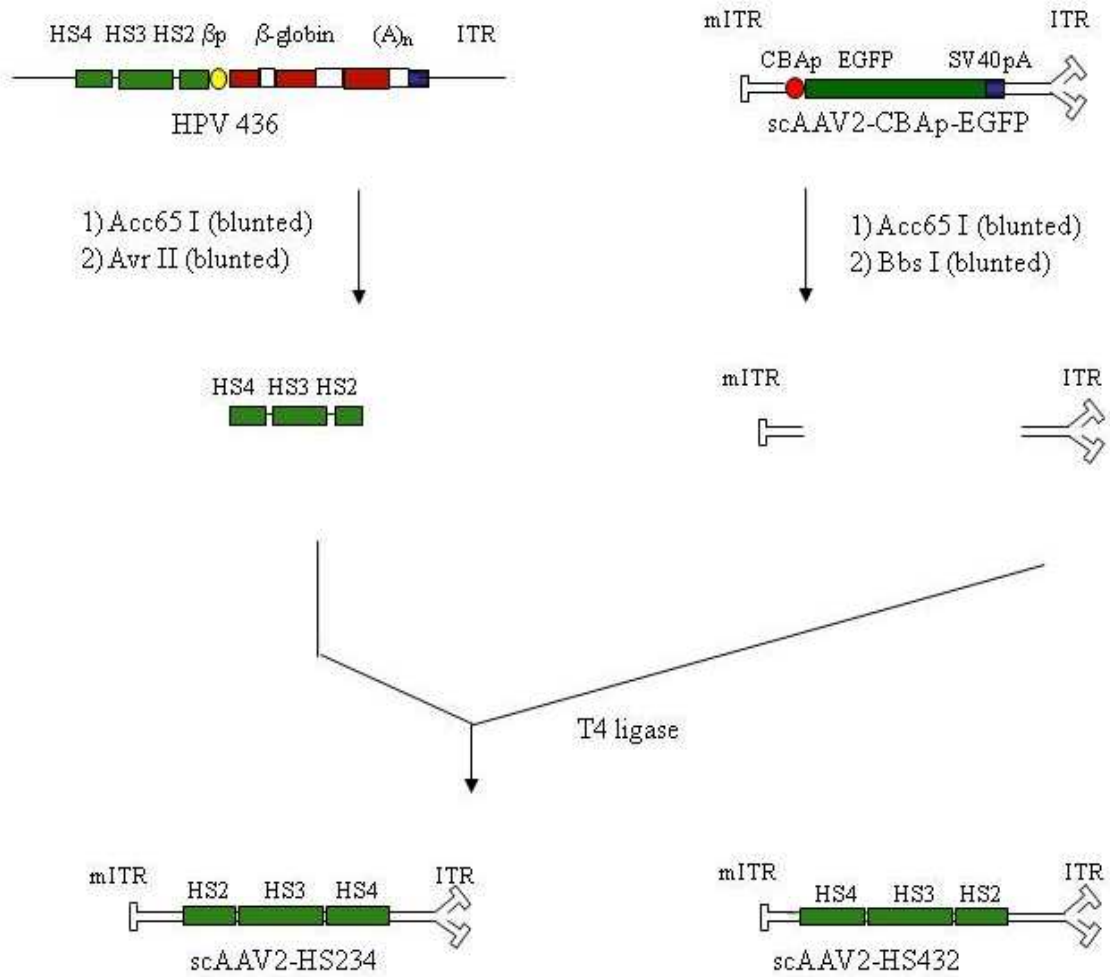 HS4 HS3 HS2 βp β-globin (A)n ITR
HPV 436
mITR ITR
CBAp EGFP SV40pA
scAAV2-CBAp-EGFP
1) Acc65 I (blunted)
2) Avr II (blunted)
1) Acc65 I (blunted)
2) Bbs I (blunted)
HS4 HS3 HS2
mITR ITR
T4 ligase
mITR ITR
HS2 HS3 HS4
scAAV2-HS234
mITR ITR
HS4 HS3 HS2
scAAV2-HS432